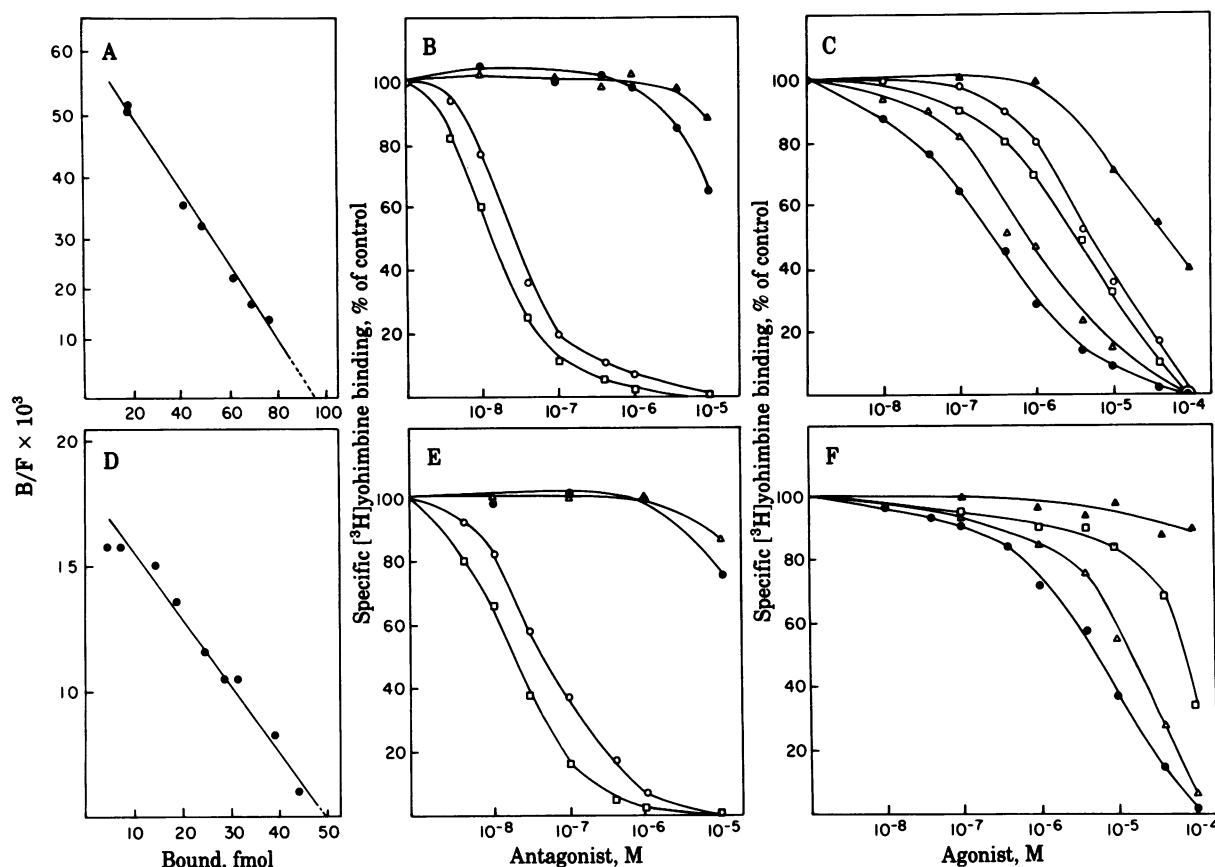 A
60
50
40
30
20
10
20 40 60 80 100
B
100
80
60
40
20
10-8 10-7 10-6 10-5
C
100
80
60
40
20
10-8 10-7 10-6 10-5 10-4
B/F × 10³
Specific [³H]yohimbine binding, % of control
Specific [³H]yohimbine binding, % of control
D
20
15
10
10 20 30 40 50
Bound, fmol
E
100
80
60
40
20
10-8 10-7 10-6 10-5
Antagonist, M
F
100
80
60
40
20
10-8 10-7 10-6 10-5 10-4
Agonist, M